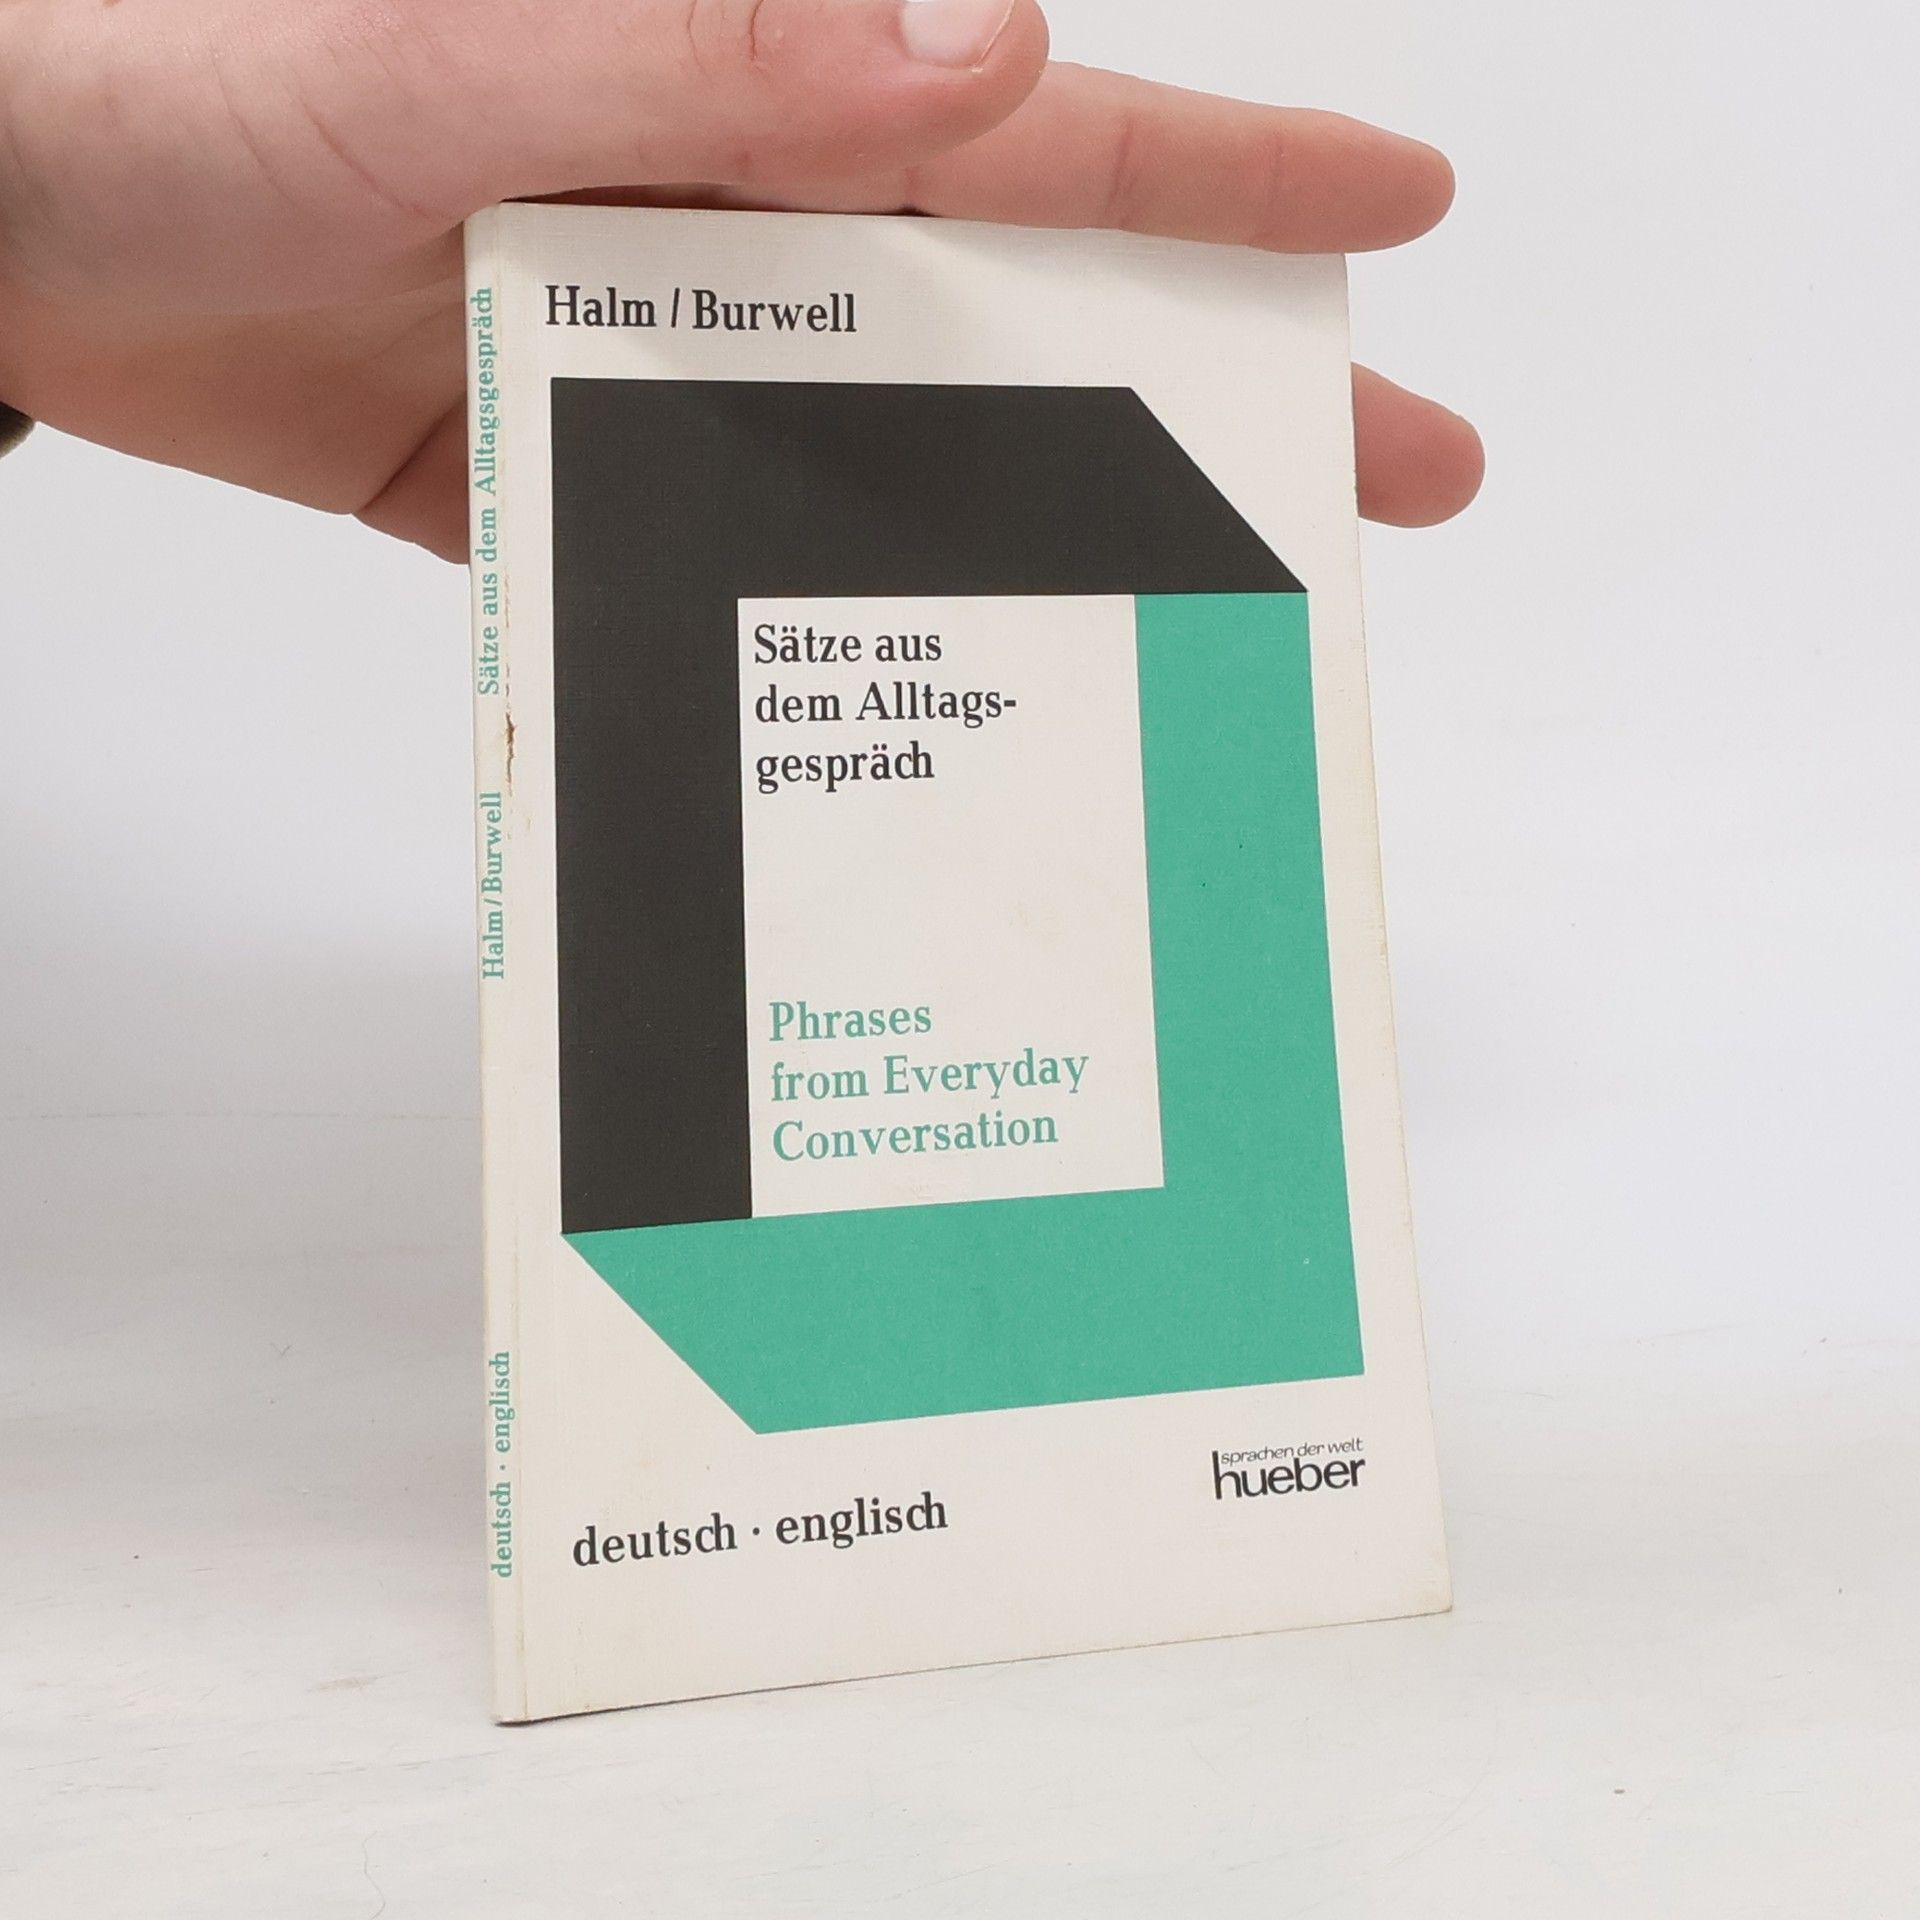 Halm / Burwell
Sätze aus
dem Alltags-
gespräch
Phrases
from Everyday
Conversation
deutsch · englisch
sprachen der welt
hueber
deutsch · englisch Halm/Burwell Sätze aus dem Alltagsgespräch